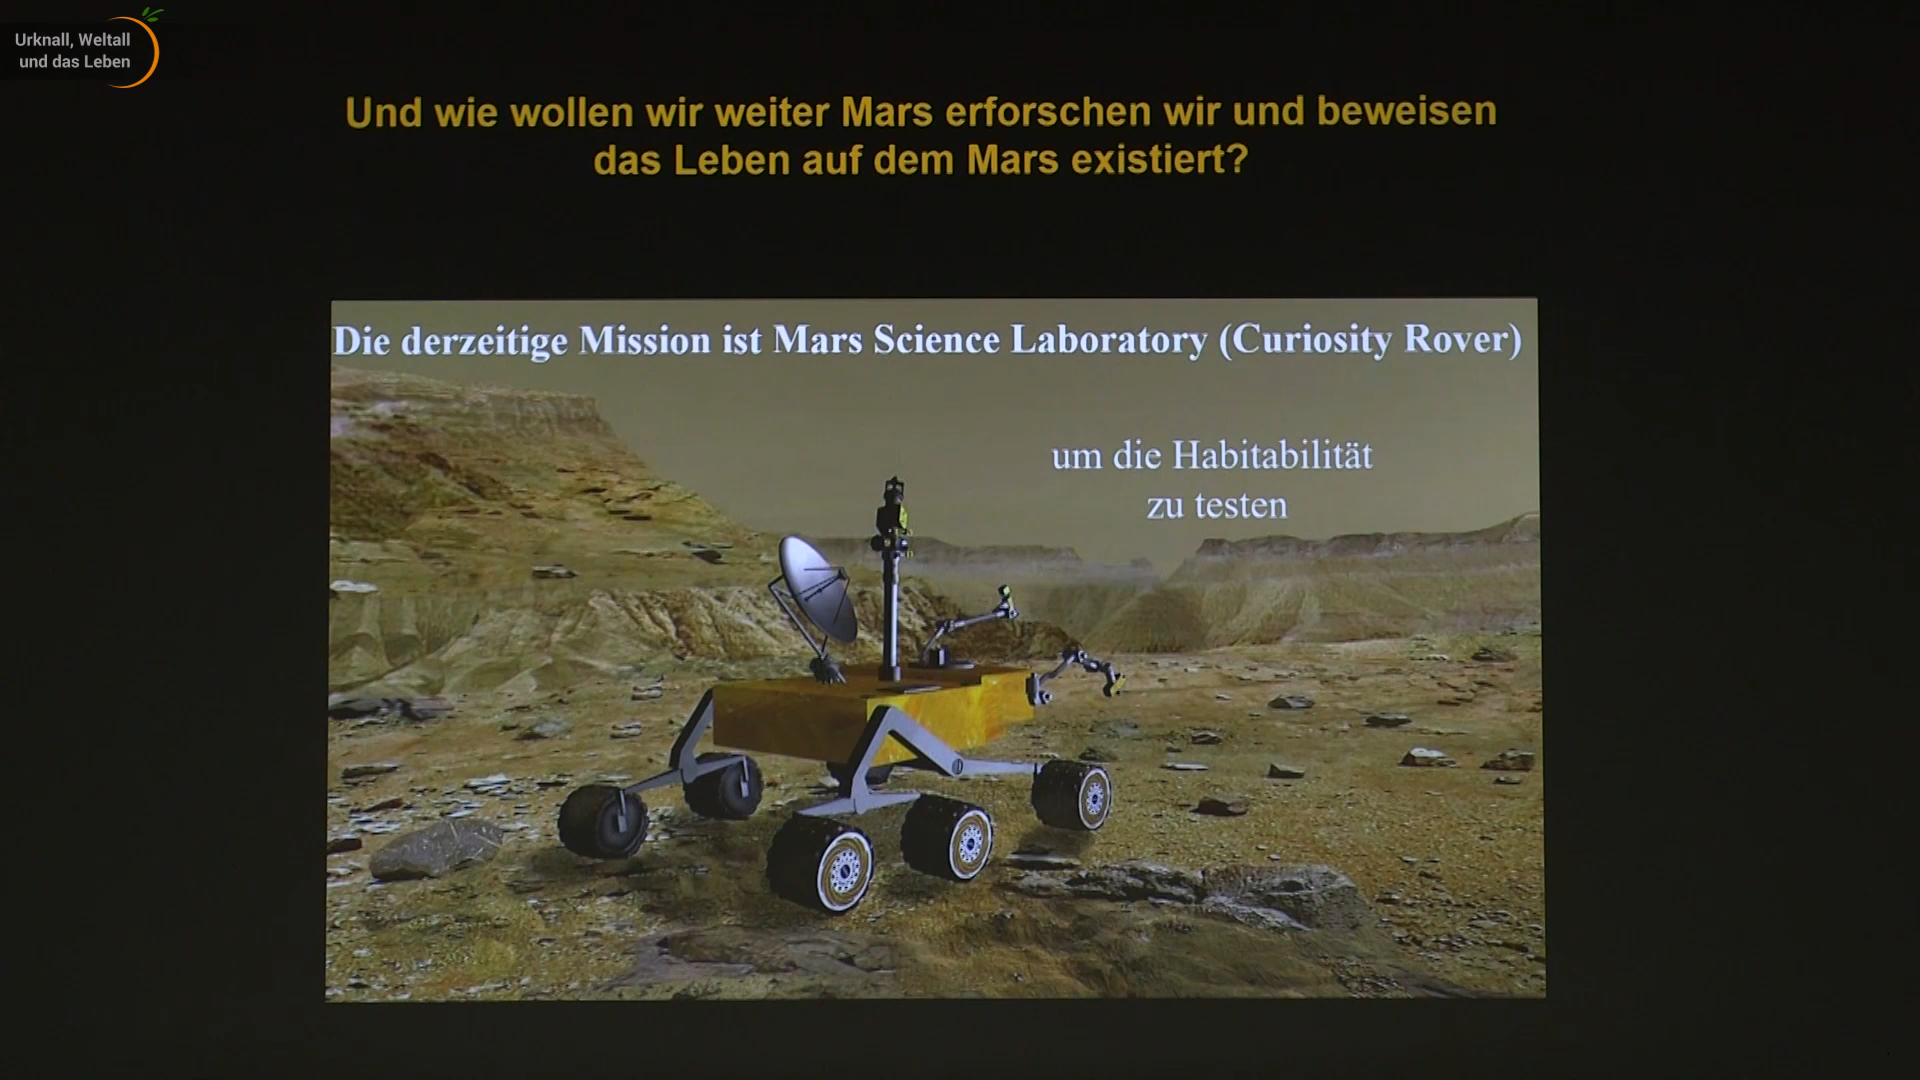 Urknall, Weltall
und das Leben
Und wie wollen wir weiter Mars erforschen wir und beweisen
das Leben auf dem Mars existiert?
Die derzeitige Mission ist Mars Science Laboratory (Curiosity Rover)
um die Habitabilität
zu testen